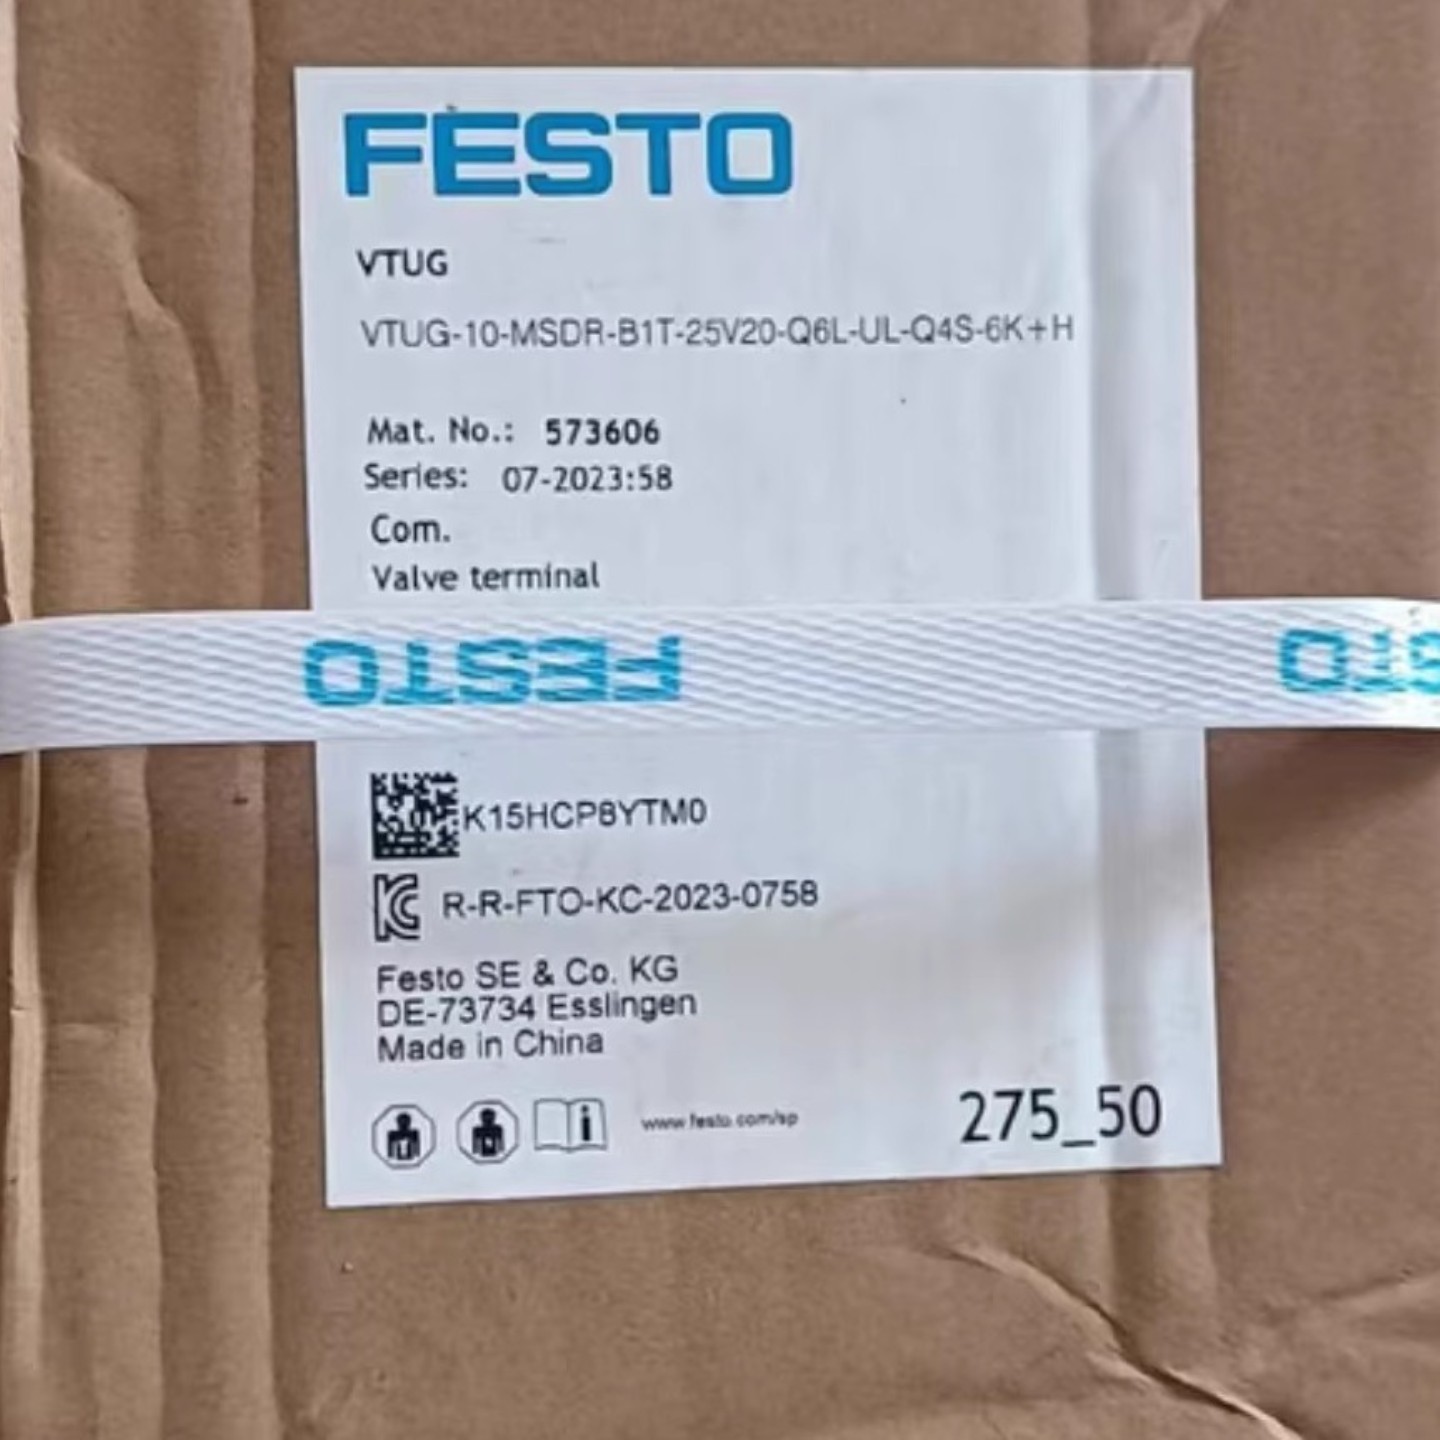 FESTO
VTUG
VTUG-10-MSDR-B1T-25V20-Q6L-UL-Q4S-6K+H
Mat. No.: 573606
Series: 07-2023:58
Com.
Valve terminal
FESTO
STO
K15HCP8YTM0
R-R-FTO-KC-2023-0758
Festo SE & Co. KG
DE-73734 Esslingen
Made in China
www.festo.com/sp
275_50